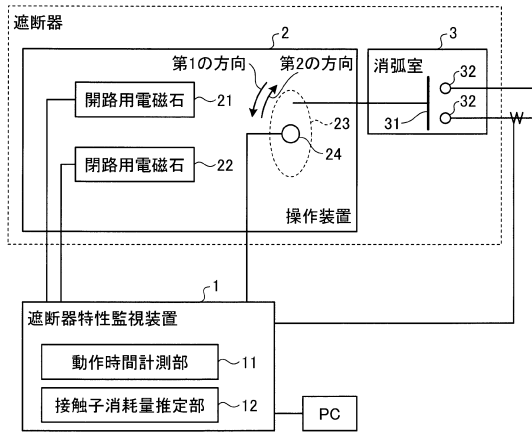 遮断器
2
3
第1の方向
第2の方向
消弧室
開路用電磁石
21
32
23
31
32
24
閉路用電磁石
22
操作装置
1
遮断器特性監視装置
動作時間計測部
11
接触子消耗量推定部
12
PC